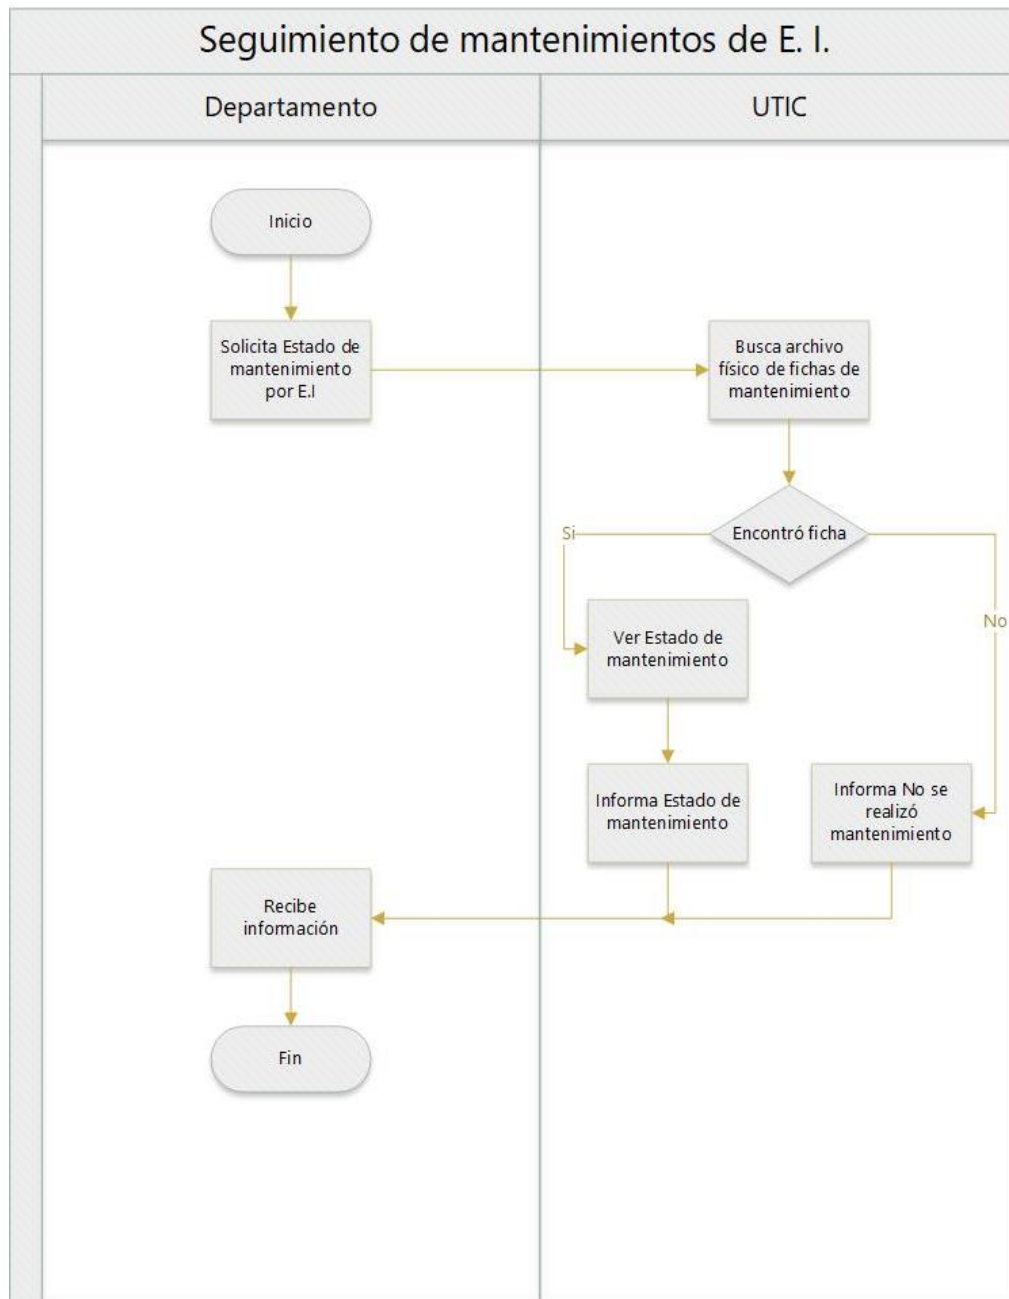 Seguimiento de mantenimientos de E. I.
Departamento
UTIC
Inicio
Solicita Estado de
mantenimiento
por E.I
Busca archivo
físico de fichas de
mantenimiento
Encontró ficha
Si
No
Ver Estado de
mantenimiento
Informa Estado de
mantenimiento
Informa No se
realizó
mantenimiento
Recibe
información
Fin